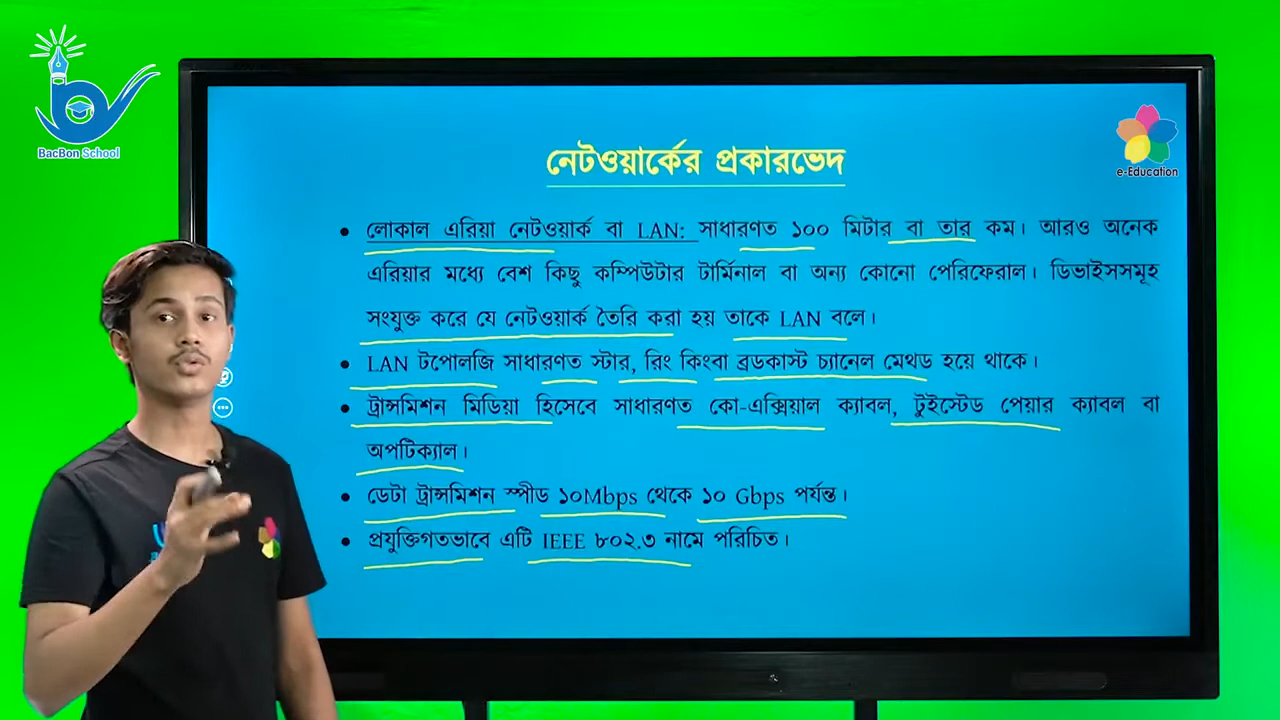 BacBon School
e-Education
নেটওয়ার্কের প্রকারভেদ
• লোকাল এরিয়া নেটওয়ার্ক বা LAN: সাধারণত ১০০ মিটার বা তার কম। আরও অনেক
এরিয়ার মধ্যে বেশ কিছু কম্পিউটার টার্মিনাল বা অন্য কোনো পেরিফেরাল। ডিভাইসসমূহ
সংযুক্ত করে যে নেটওয়ার্ক তৈরি করা হয় তাকে LAN বলে।
• LAN টপোলজি সাধারণত স্টার, রিং কিংবা ব্রডকাস্ট চ্যানেল মেথড হয়ে থাকে।
• ট্রান্সমিশন মিডিয়া হিসেবে সাধারণত কো-এক্সিয়াল ক্যাবল, টুইস্টেড পেয়ার ক্যাবল বা
অপটিক্যাল।
• ডেটা ট্রান্সমিশন স্পীড ১০Mbps থেকে ১০ Gbps পর্যন্ত।
• প্রযুক্তিগতভাবে এটি IEEE ৮০২.৩ নামে পরিচিত।